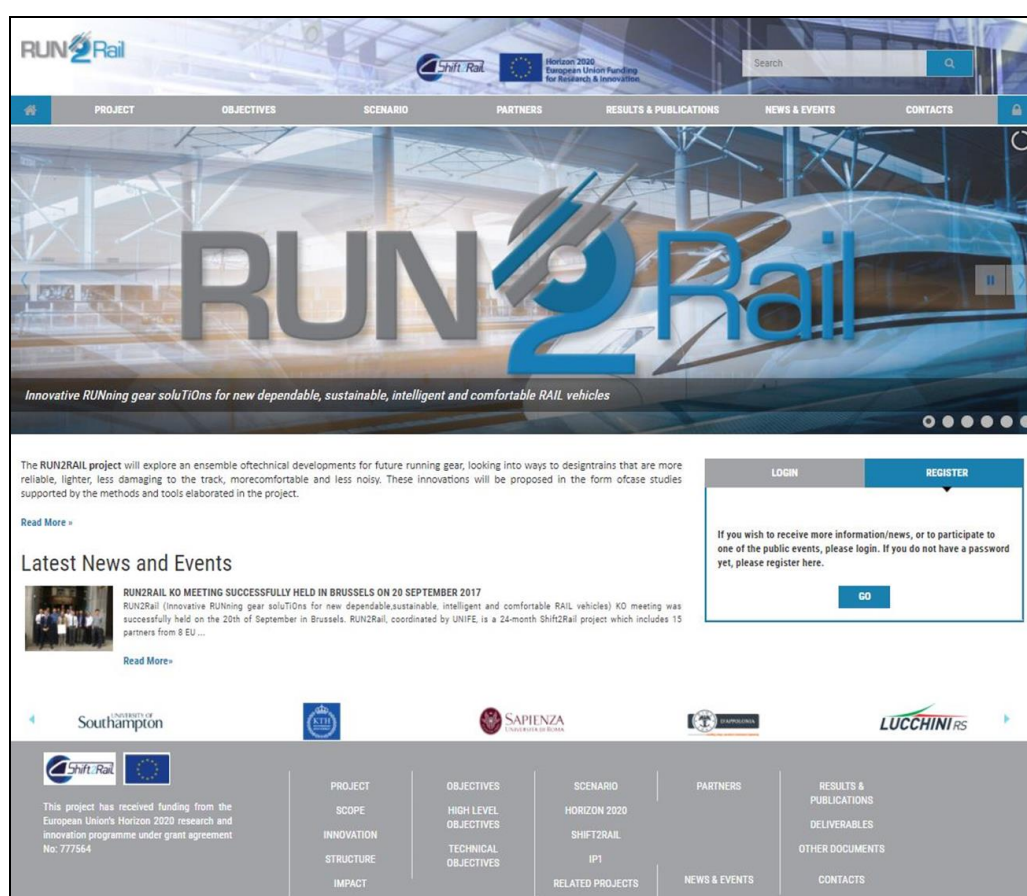 RUN2Rail
Shift2Rail
Horizon 2020
European Union Funding
for Research & Innovation
Search
PROJECT OBJECTIVES SCENARIO PARTNERS RESULTS & PUBLICATIONS NEWS & EVENTS CONTACTS
RUN2Rail
Innovative RUNning gear soluTiOns for new dependable, sustainable, intelligent and comfortable RAIL vehicles
The RUN2RAIL project will explore an ensemble oftechnical developments for future running gear, looking into ways to designtrains that are more
reliable, lighter, less damaging to the track, morecomfortable and less noisy. These innovations will be proposed in the form ofcase studies
supported by the methods and tools elaborated in the project.
Read More »
LOGIN REGISTER
If you wish to receive more information/news, or to participate to
one of the public events, please login. If you do not have a password
yet, please register here.
GO
Latest News and Events
RUN2RAIL KO MEETING SUCCESSFULLY HELD IN BRUSSELS ON 20 SEPTEMBER 2017
RUN2Rail (Innovative RUNning gear soluTiOns for new dependable,sustainable, intelligent and comfortable RAIL vehicles) KO meeting was
successfully held on the 20th of September in Brussels. RUN2Rail, coordinated by UNIFE, is a 24-month Shift2Rail project which includes 15
partners from 8 EU ...
Read More»
UNIVERSITY OF
Southampton
KTH
SAPIENZA
UNIVERSITÀ DI ROMA
D'APPOLONIA
LUCCHINI RS
Shift2Rail
This project has received funding from the
European Union's Horizon 2020 research and
innovation programme under grant agreement
No: 777564
PROJECT
SCOPE
INNOVATION
STRUCTURE
IMPACT
OBJECTIVES
HIGH LEVEL
OBJECTIVES
TECHNICAL
OBJECTIVES
SCENARIO
HORIZON 2020
SHIFT2RAIL
IP1
RELATED PROJECTS
PARTNERS
NEWS & EVENTS
RESULTS &
PUBLICATIONS
DELIVERABLES
OTHER DOCUMENTS
CONTACTS